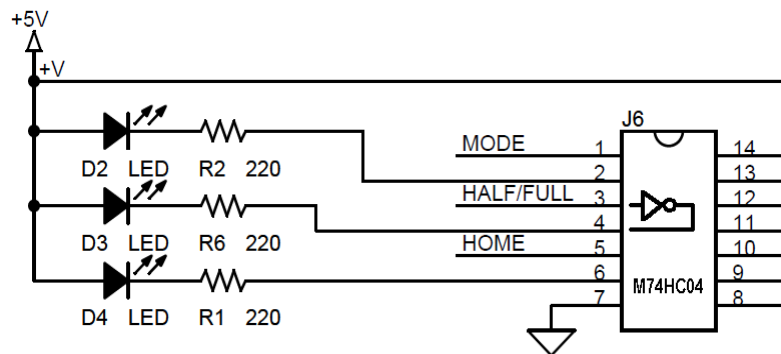 +5V
+V
J6
MODE 1 14
2 13
D2 LED R2 220
HALF/FULL 3 12
4 11
D3 LED R6 220
HOME 5 10
6 9
M74HC04
7 8
D4 LED R1 220